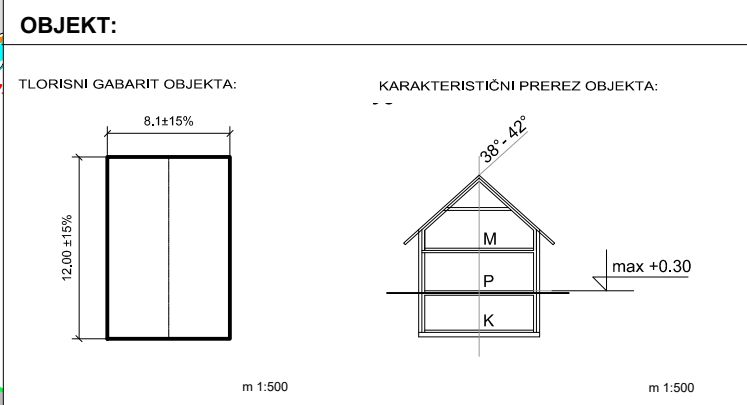 OBJEKT:
TLORISNI GABARIT OBJEKTA:
8.1±15%
12,00 ±15%
m 1:500
KARAKTERISTIČNI PREREZ OBJEKTA:
38°- 42°
M
P
K
max +0.30
m 1:500